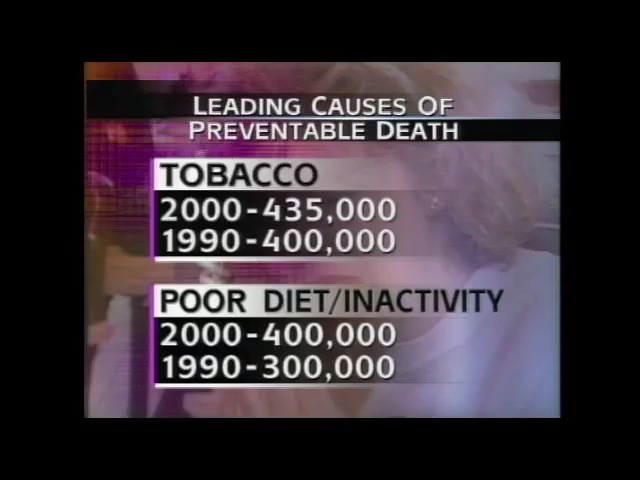 LEADING CAUSES OF
PREVENTABLE DEATH
TOBACCO
2000-435,000
1990-400,000
POOR DIET/INACTIVITY
2000-400,000
1990-300,000